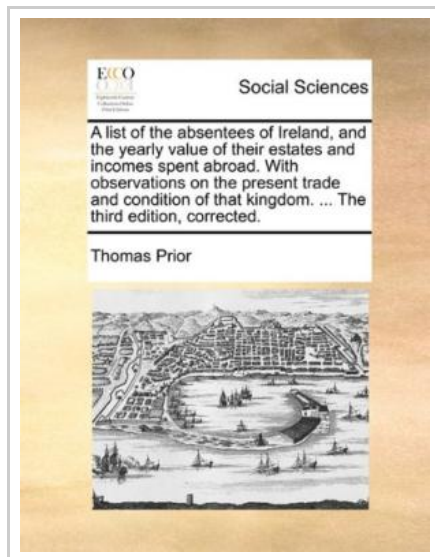 ECCO
Social Sciences
A list of the absentees of Ireland, and
the yearly value of their estates and
incomes spent abroad. With
observations on the present trade
and condition of that kingdom. ... The
third edition, corrected.
Thomas Prior